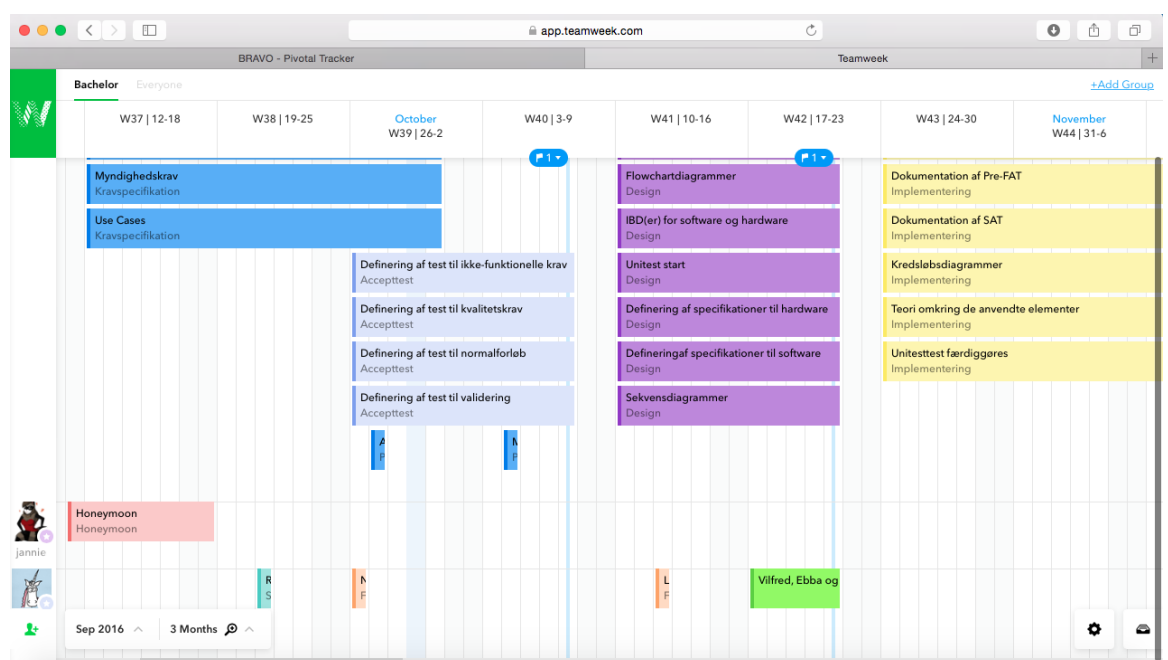 app.teamweek.com
BRAVO - Pivotal Tracker
Teamweek
Bachelor
Everyone
+Add Group
W37 | 12-18
W38 | 19-25
October
W39 | 26-2
W40 | 3-9
W41 | 10-16
W42 | 17-23
W43 | 24-30
November
W44 | 31-6
1
1
Myndighedskrav
Kravspecifikation
Flowchartdiagrammer
Design
Dokumentation af Pre-FAT
Implementering
Use Cases
Kravspecifikation
IBD(er) for software og hardware
Design
Dokumentation af SAT
Implementering
Definering af test til ikke-funktionelle krav
Accepttest
Unitest start
Design
Kredsløbsdiagrammer
Implementering
Definering af test til kvalitetskrav
Accepttest
Definering af specifikationer til hardware
Design
Teori omkring de anvendte elementer
Implementering
Definering af test til normalforløb
Accepttest
Defineringaf specifikationer til software
Design
Unitesttest færdiggøres
Implementering
Definering af test til validering
Accepttest
Sekvensdiagrammer
Design
Honeymoon
Honeymoon
jannie
R
S
N
F
L
F
Vilfred, Ebba og
Sep 2016
3 Months